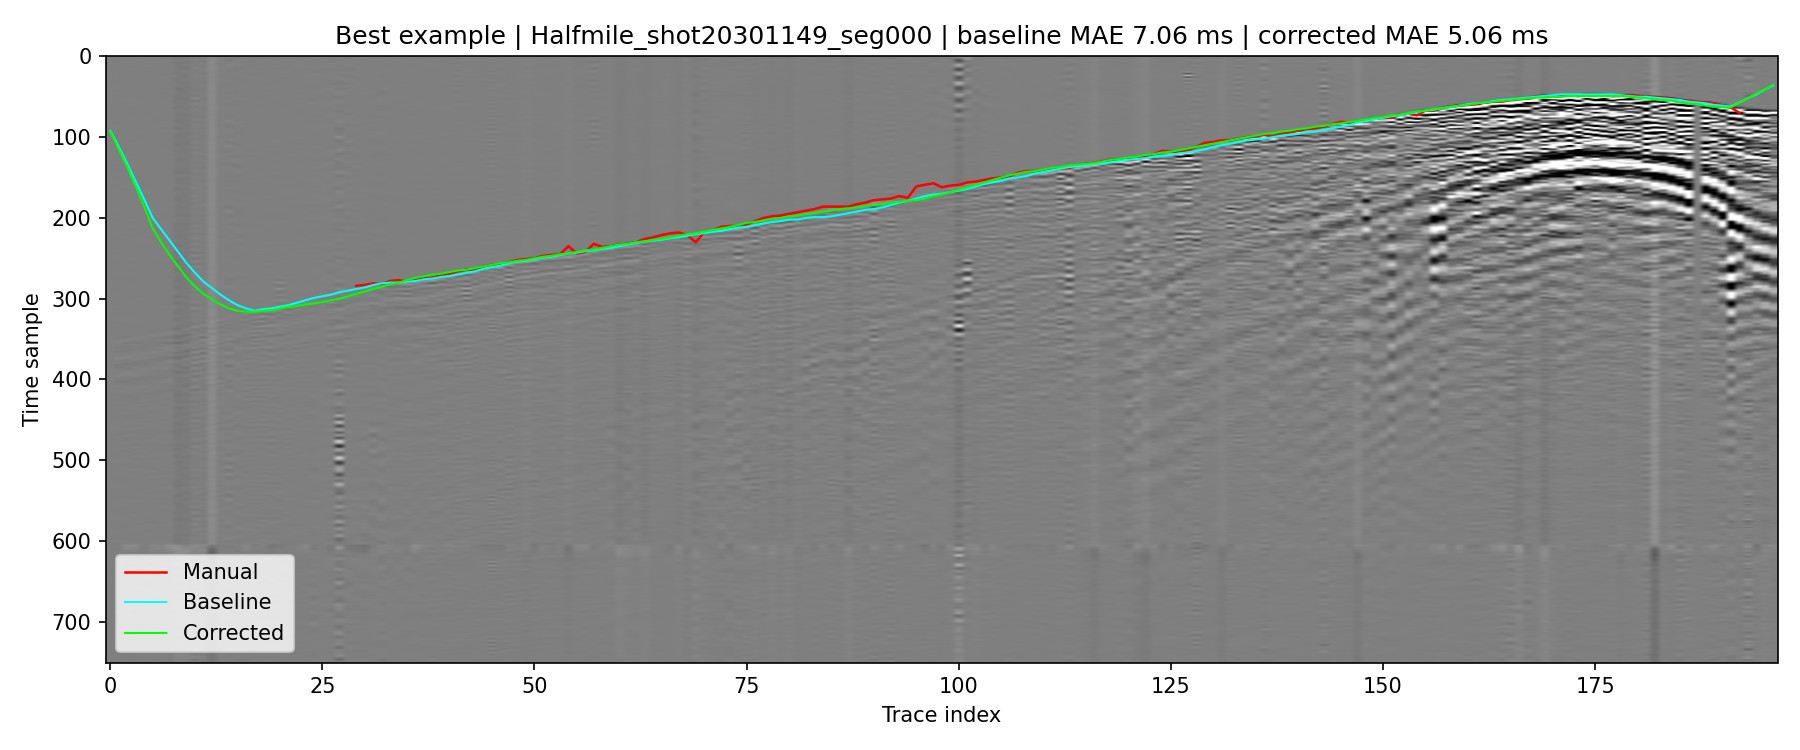 Best example | Halfmile_shot20301149_seg000 | baseline MAE 7.06 ms | corrected MAE 5.06 ms
0
100
200
300
400
500
600
700
Time sample
Manual
Baseline
Corrected
0 25 50 75 100 125 150 175
Trace index